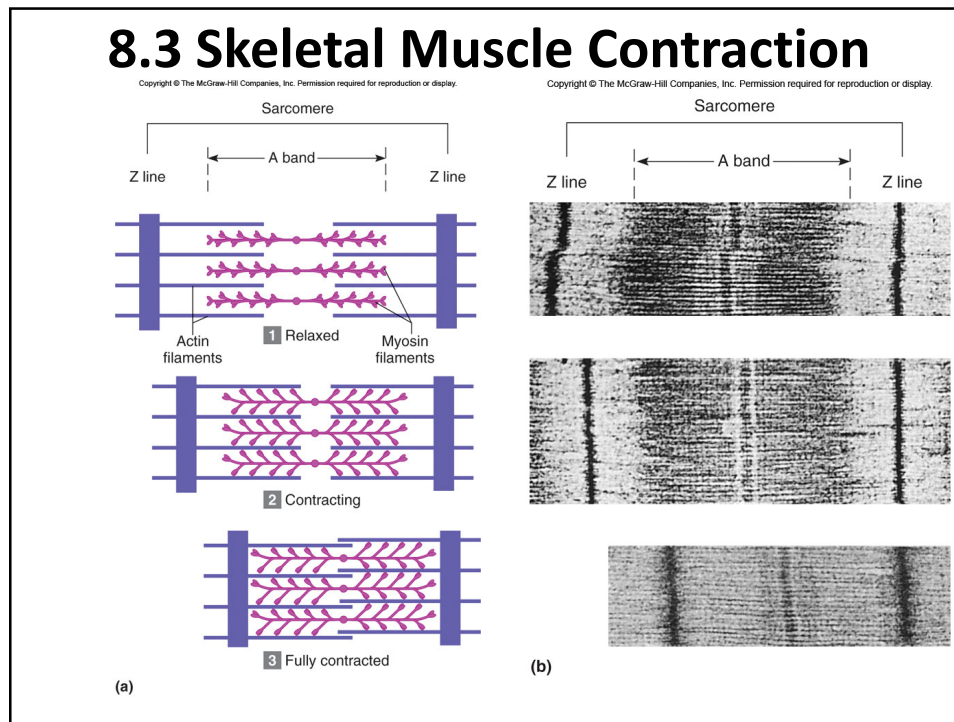 8.3 Skeletal Muscle Contraction
Copyright © The McGraw-Hill Companies, Inc. Permission required for reproduction or display.
Sarcomere
A band
Z line
Z line
Actin
filaments
1 Relaxed
Myosin
filaments
2 Contracting
3 Fully contracted
(a)
Copyright © The McGraw-Hill Companies, Inc. Permission required for reproduction or display.
Sarcomere
A band
Z line
Z line
(b)